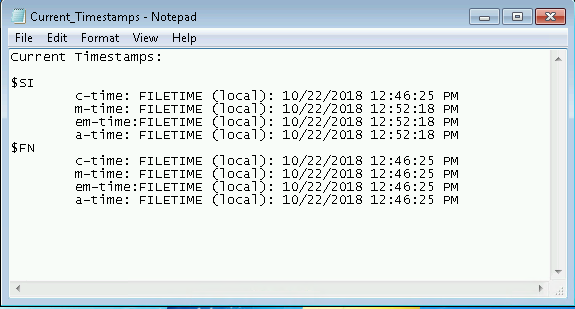 Current_Timestamps - Notepad
File Edit Format View Help
Current Timestamps:
$SI
c-time: FILETIME (local): 10/22/2018 12:46:25 PM
m-time: FILETIME (local): 10/22/2018 12:52:18 PM
em-time:FILETIME (local): 10/22/2018 12:52:18 PM
a-time: FILETIME (local): 10/22/2018 12:52:18 PM
$FN
c-time: FILETIME (local): 10/22/2018 12:46:25 PM
m-time: FILETIME (local): 10/22/2018 12:46:25 PM
em-time:FILETIME (local): 10/22/2018 12:46:25 PM
a-time: FILETIME (local): 10/22/2018 12:46:25 PM